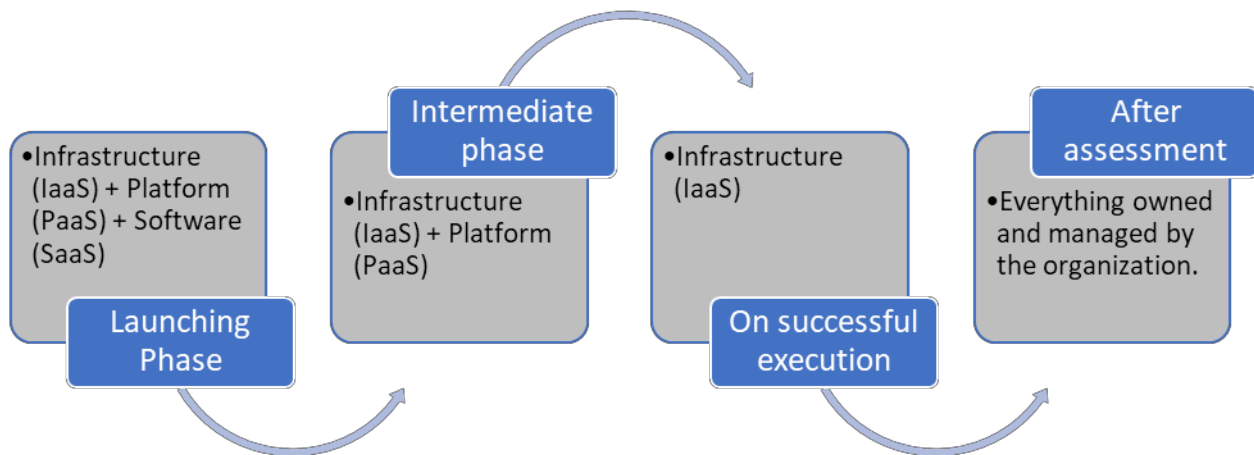 •Infrastructure
(IaaS) + Platform
(PaaS) + Software
(SaaS)
Launching
Phase
Intermediate
phase
•Infrastructure
(IaaS) + Platform
(PaaS)
•Infrastructure
(IaaS)
On successful
execution
After
assessment
•Everything owned
and managed by
the organization.